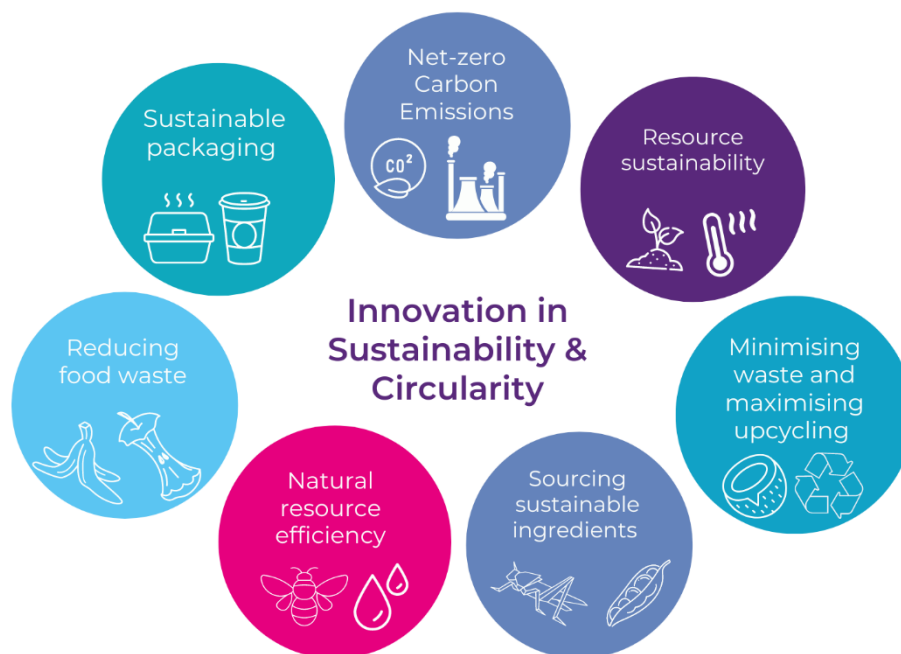 Net-zero
Carbon
Emissions
CO²
Sustainable
packaging
Resource
sustainability
Innovation in
Sustainability &
Circularity
Reducing
food waste
Minimising
waste and
maximising
upcycling
Natural
resource
efficiency
Sourcing
sustainable
ingredients